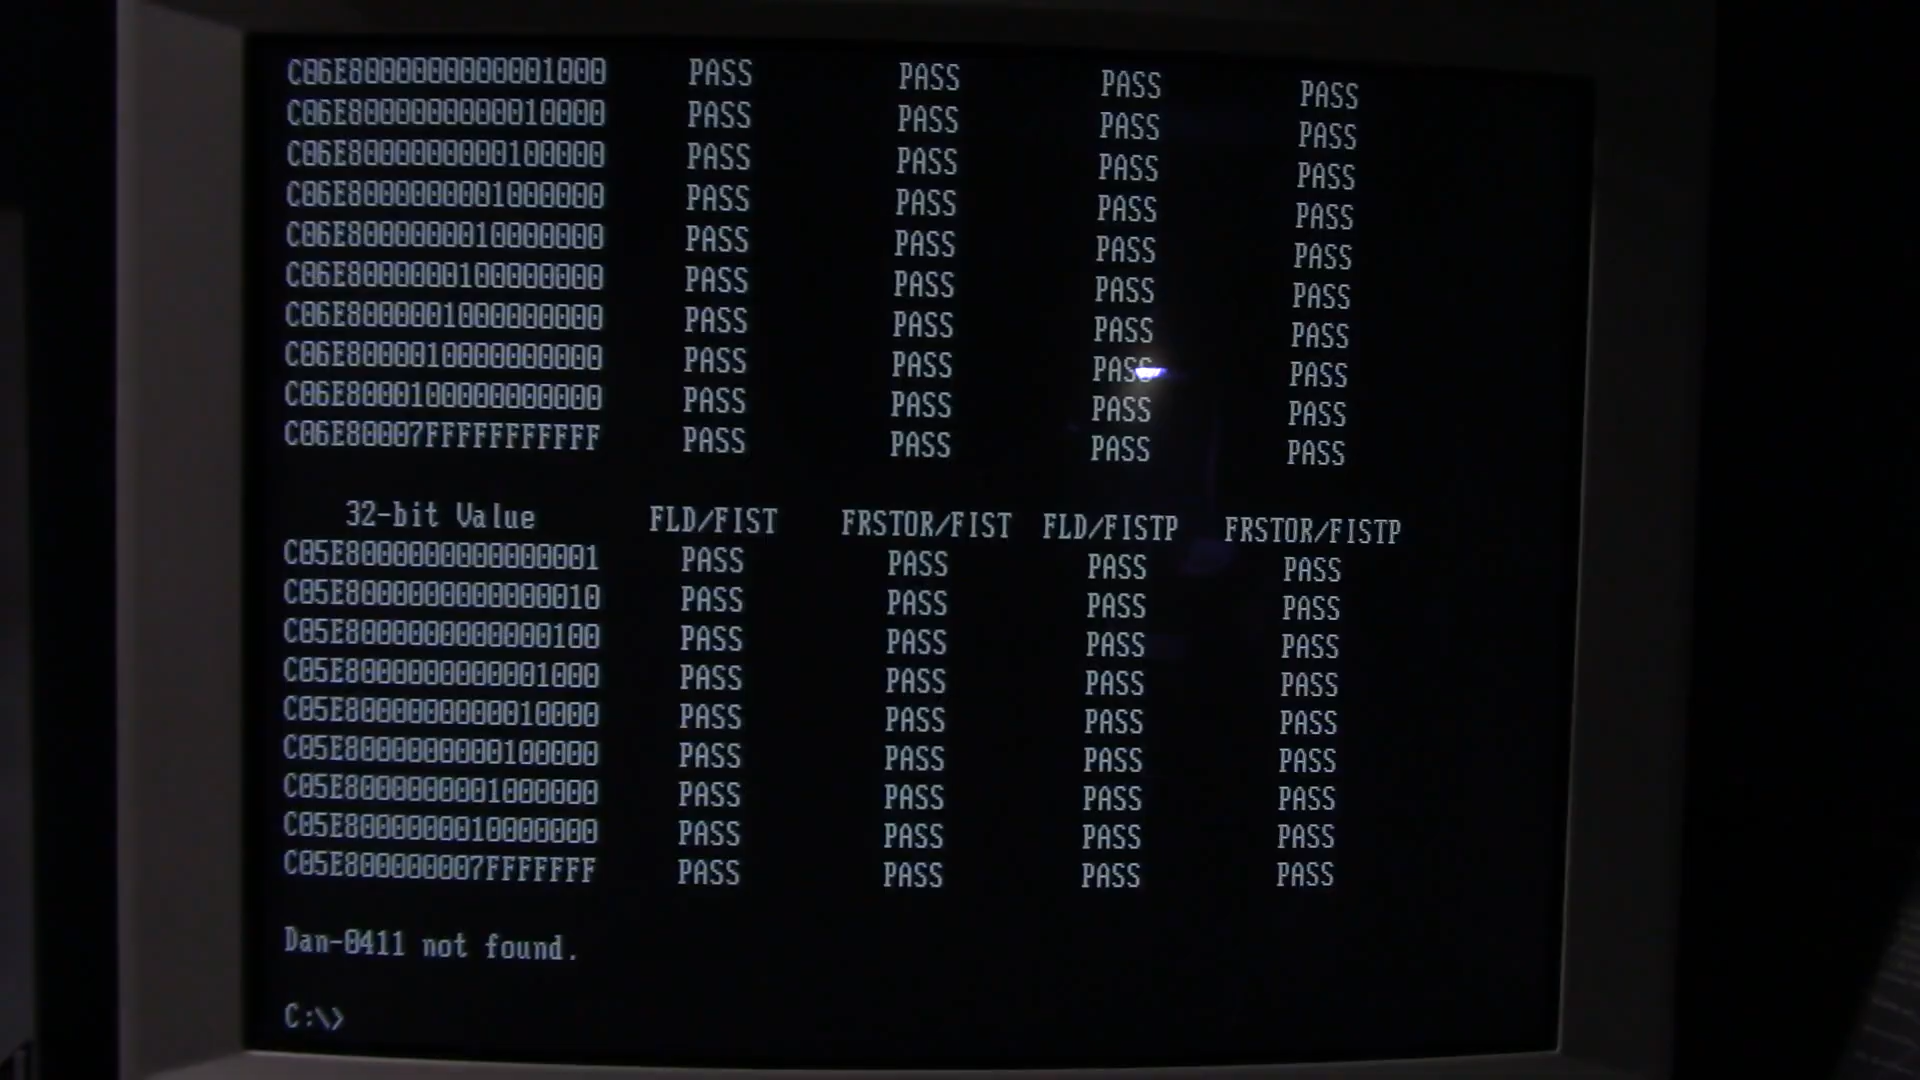 C06E8000000000001000 PASS PASS PASS PASS
C06E8000000000010000 PASS PASS PASS PASS
C06E8000000000100000 PASS PASS PASS PASS
C06E8000000001000000 PASS PASS PASS PASS
C06E8000000010000000 PASS PASS PASS PASS
C06E8000000100000000 PASS PASS PASS PASS
C06E8000001000000000 PASS PASS PASS PASS
C06E8000010000000000 PASS PASS PASS PASS
C06E8000100000000000 PASS PASS PASS PASS
C06E80007FFFFFFFFFFF PASS PASS PASS PASS
32-bit Value FLD/FIST FRSTOR/FIST FLD/FISTP FRSTOR/FISTP
C05E8000000000000001 PASS PASS PASS PASS
C05E8000000000000010 PASS PASS PASS PASS
C05E8000000000000100 PASS PASS PASS PASS
C05E8000000000001000 PASS PASS PASS PASS
C05E8000000000010000 PASS PASS PASS PASS
C05E8000000000100000 PASS PASS PASS PASS
C05E8000000001000000 PASS PASS PASS PASS
C05E8000000010000000 PASS PASS PASS PASS
C05E800000007FFFFFFF PASS PASS PASS PASS
Dan-0411 not found.
C:\>